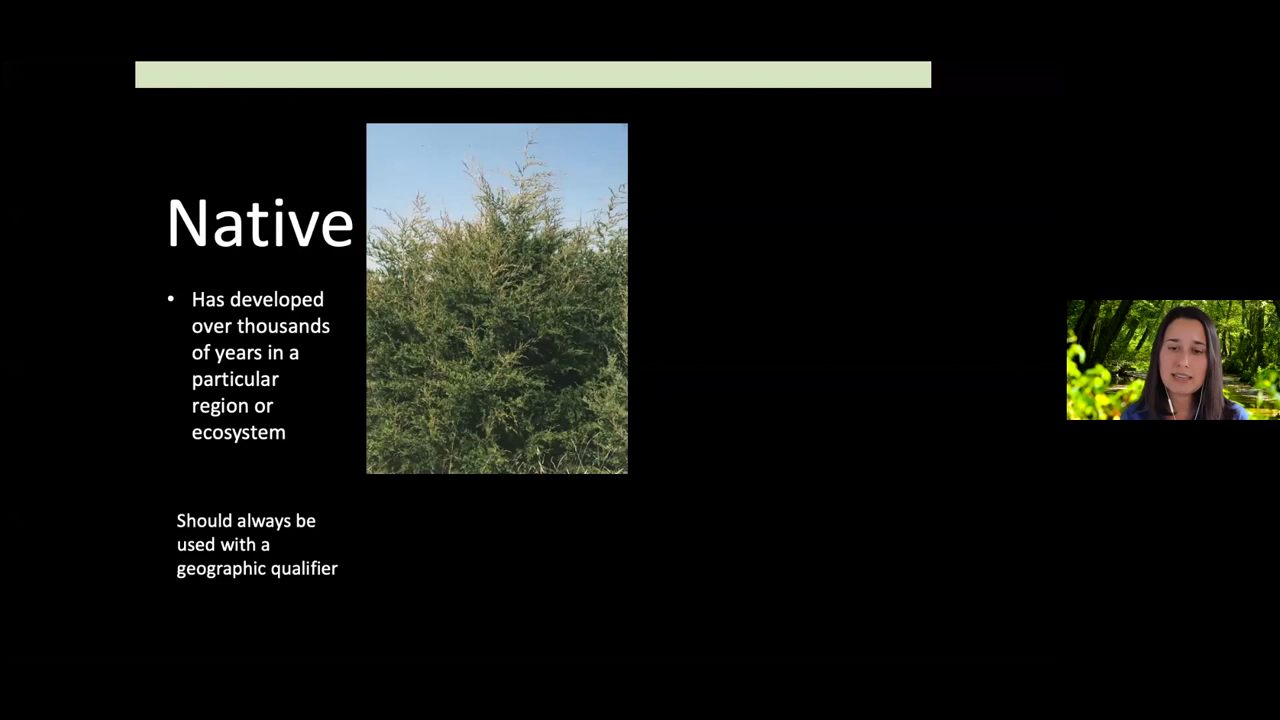 Native
• Has developed
over thousands
of years in a
particular
region or
ecosystem
Should always be
used with a
geographic qualifier